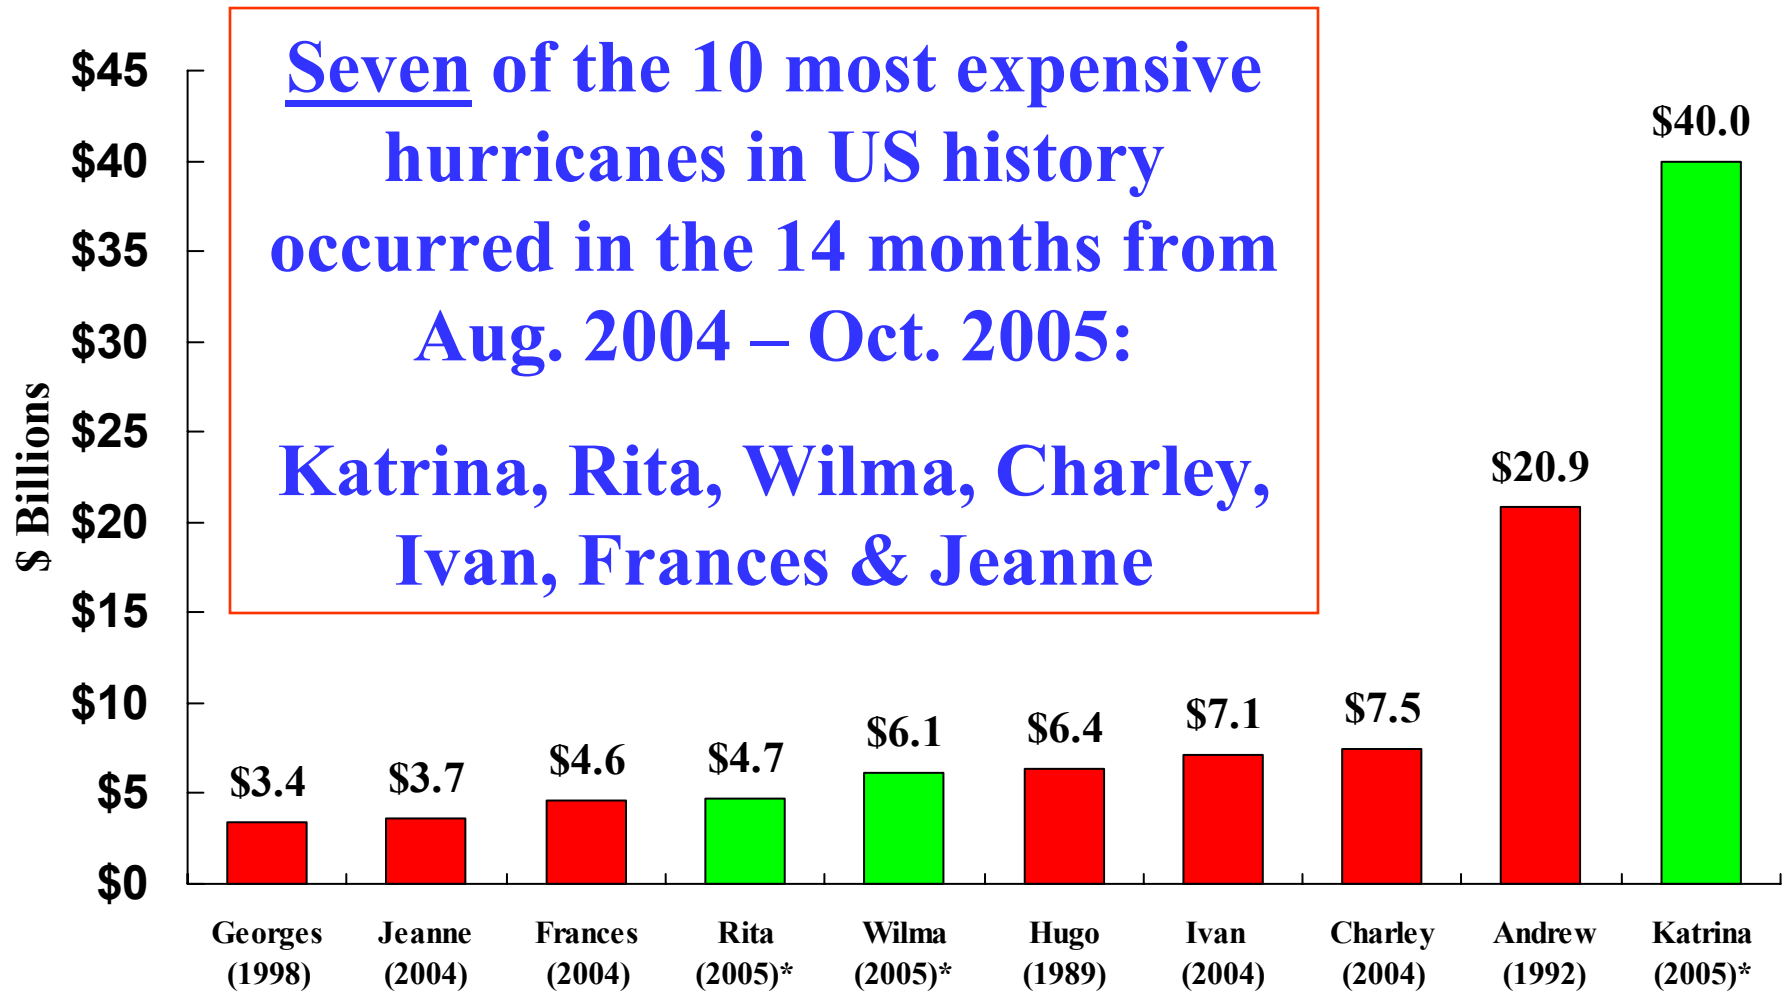 Seven of the 10 most expensive
hurricanes in US history
occurred in the 14 months from
Aug. 2004 – Oct. 2005:
Katrina, Rita, Wilma, Charley,
Ivan, Frances & Jeanne
$ Billions
$45
$40
$35
$30
$25
$20
$15
$10
$5
$0
$3.4
$3.7
$4.6
$4.7
$6.1
$6.4
$7.1
$7.5
$20.9
$40.0
Georges
(1998)
Jeanne
(2004)
Frances
(2004)
Rita
(2005)*
Wilma
(2005)*
Hugo
(1989)
Ivan
(2004)
Charley
(2004)
Andrew
(1992)
Katrina
(2005)*